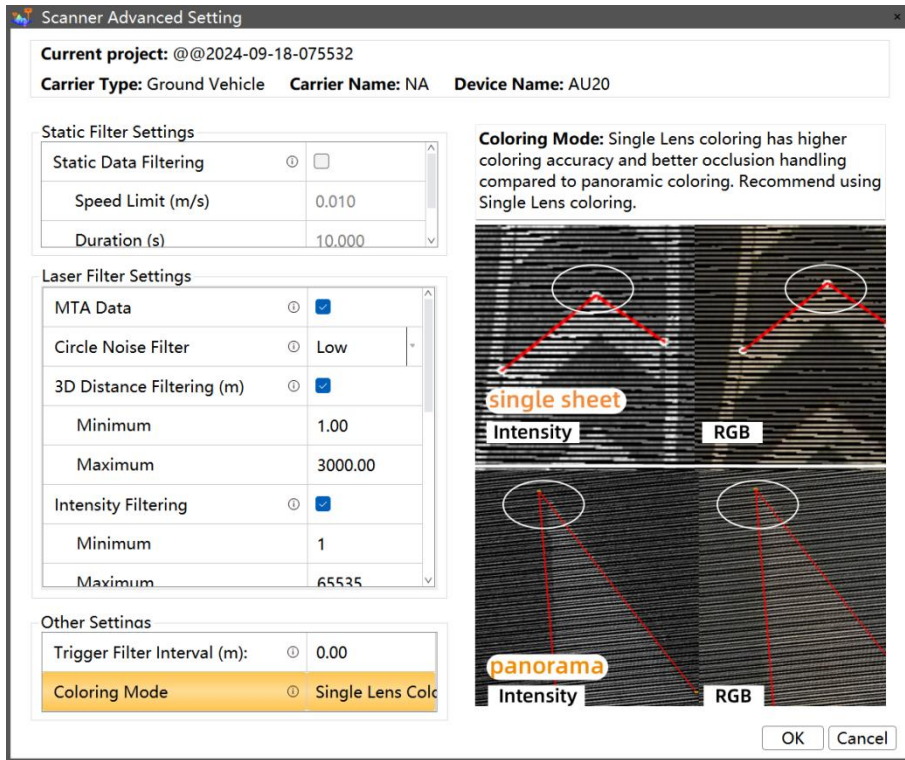 Scanner Advanced Setting
Current project: @@2024-09-18-075532
Carrier Type: Ground Vehicle Carrier Name: NA Device Name: AU20
Static Filter Settings
Static Data Filtering
Speed Limit (m/s) 0.010
Duration (s) 10.000
Laser Filter Settings
MTA Data
Circle Noise Filter Low
3D Distance Filtering (m)
Minimum 1.00
Maximum 3000.00
Intensity Filtering
Minimum 1
Maximum 65535
Other Settings
Trigger Filter Interval (m): 0.00
Coloring Mode Single Lens Colo
Coloring Mode: Single Lens coloring has higher
coloring accuracy and better occlusion handling
compared to panoramic coloring. Recommend using
Single Lens coloring.
single sheet
Intensity RGB
panorama
Intensity RGB
OK Cancel